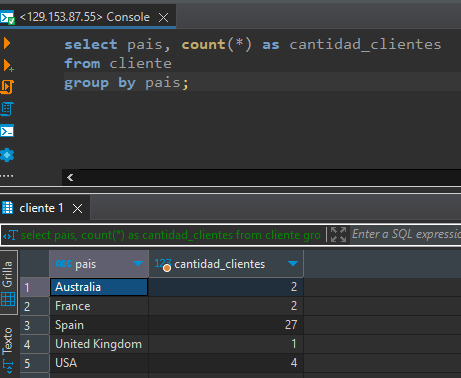 <129.153.87.55> Console
select pais, count(*) as cantidad_clientes
from cliente
group by pais;
cliente 1
select pais, count(*) as cantidad_clientes from cliente gro
Enter a SQL expressio
Grilla
Texto
ABC pais
123 cantidad_clientes
1 Australia 2
2 France 2
3 Spain 27
4 United Kingdom 1
5 USA 4